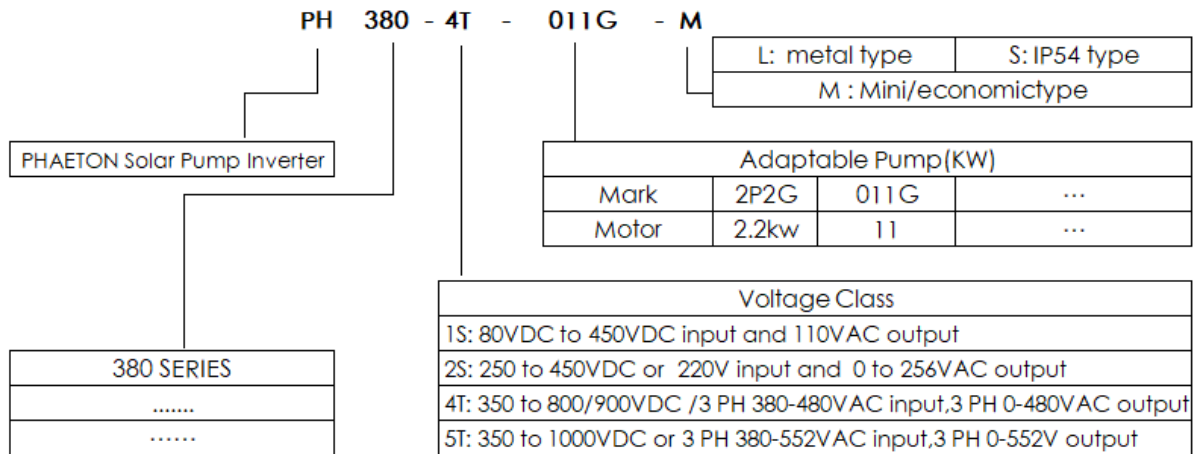 PH 380 - 4T - 011G - M
L: metal type S: IP54 type
M : Mini/economictype
PHAETON Solar Pump Inverter
Adaptable Pump(KW)
Mark 2P2G 011G ...
Motor 2.2kw 11 ...
Voltage Class
1S: 80VDC to 450VDC input and 110VAC output
380 SERIES
2S: 250 to 450VDC or 220V input and 0 to 256VAC output
.......
4T: 350 to 800/900VDC /3 PH 380-480VAC input,3 PH 0-480VAC output
......
5T: 350 to 1000VDC or 3 PH 380-552VAC input,3 PH 0-552V output